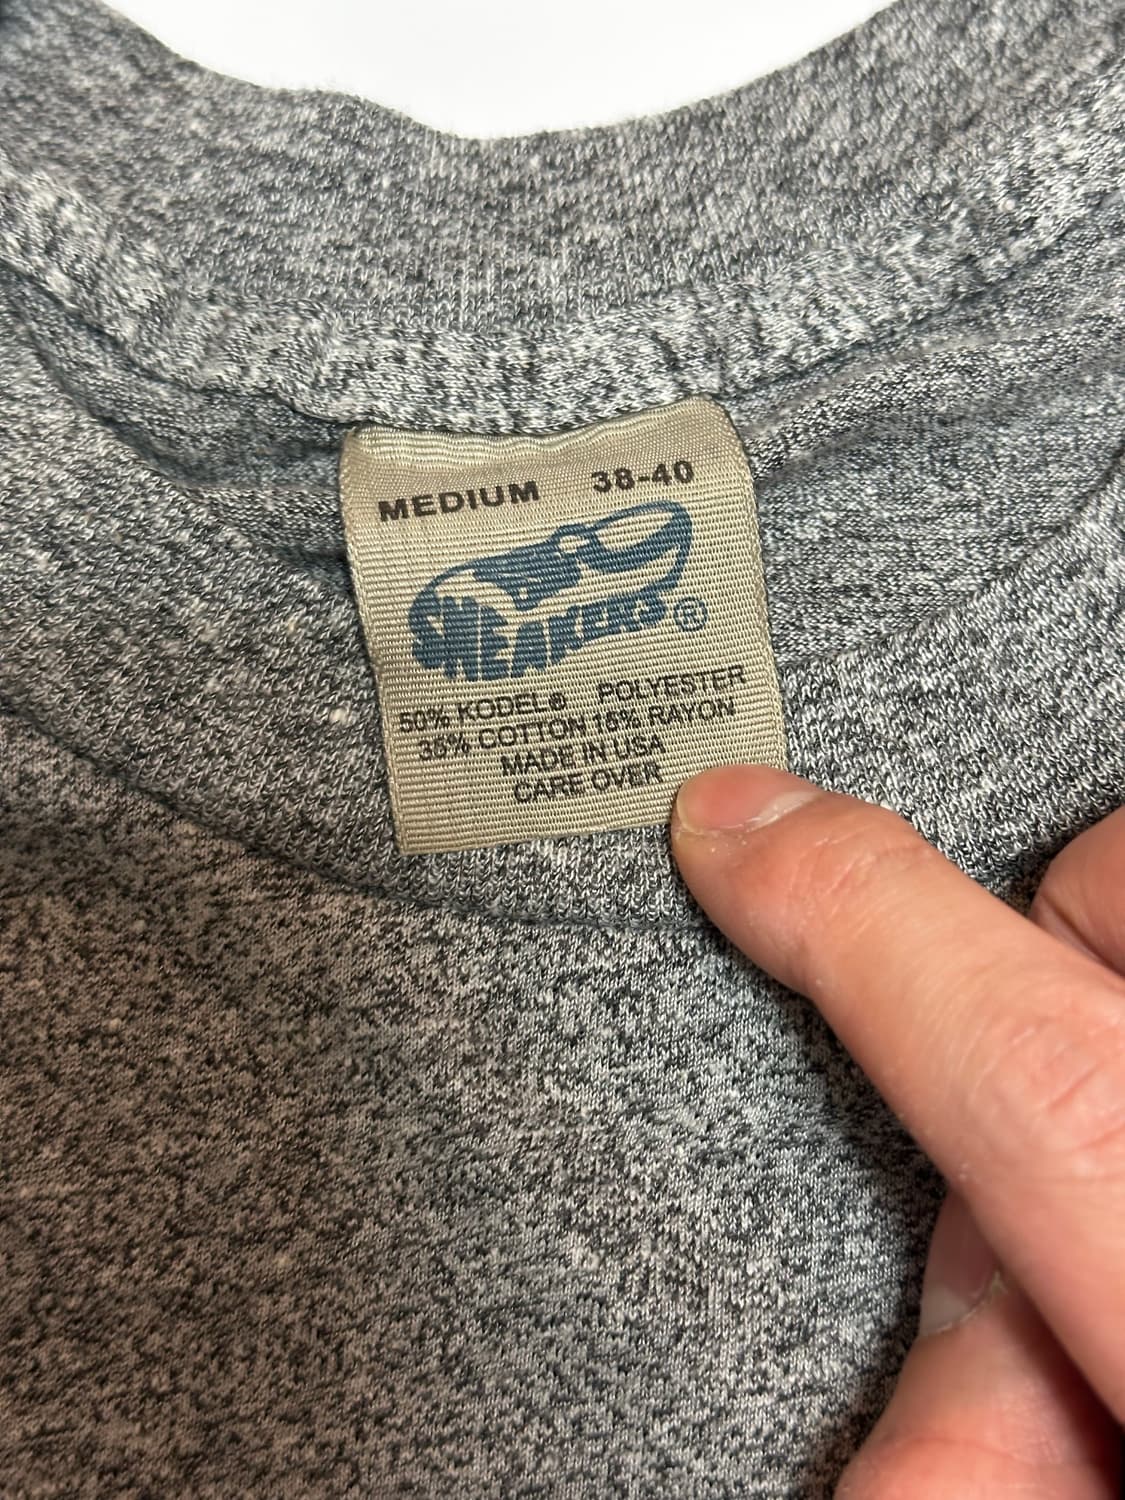 MEDIUM 38-40
SNEAKERS ®
50% KODEL® POLYESTER
35% COTTON 15% RAYON
MADE IN USA
CARE OVER